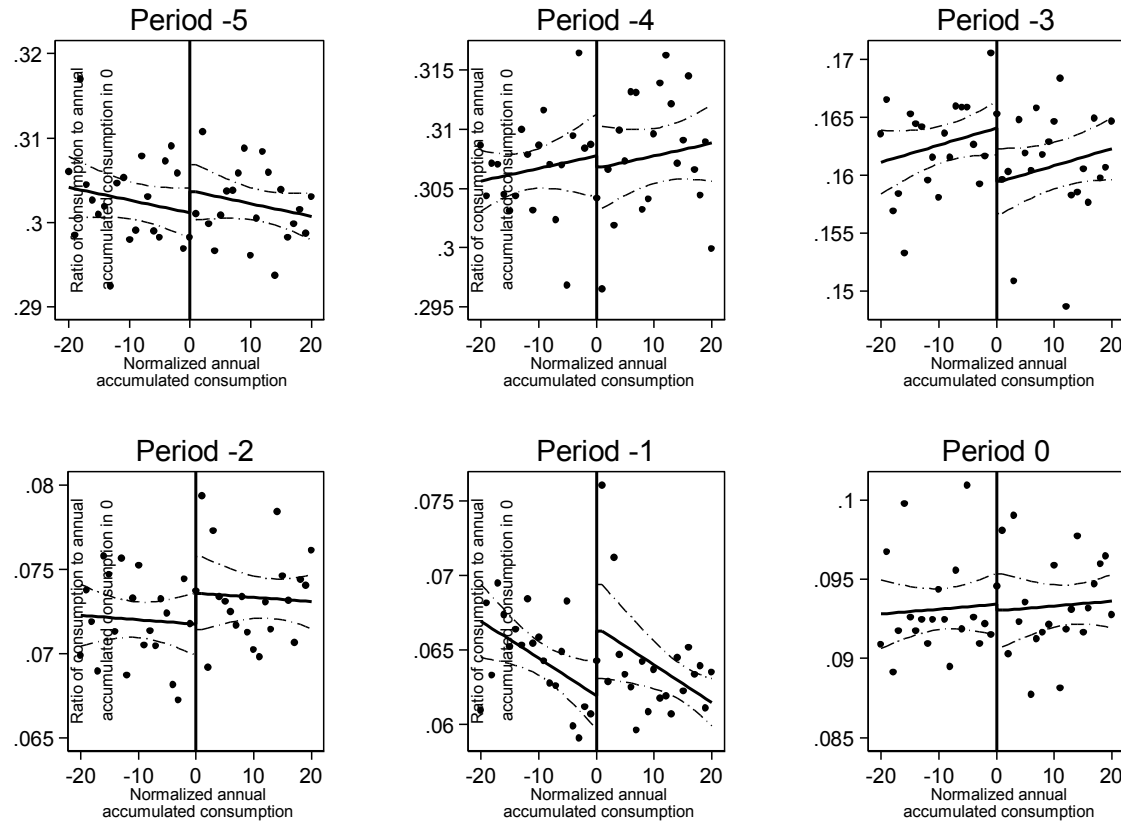 Period -5
Period -4
Period -3
.32
.31
.3
.29
Ratio of consumption to annual
accumulated consumption in 0
-20 -10 0 10 20
Normalized annual
accumulated consumption
.315
.31
.305
.3
.295
Ratio of consumption to annual
accumulated consumption in 0
-20 -10 0 10 20
Normalized annual
accumulated consumption
.17
.165
.16
.155
.15
-20 -10 0 10 20
Normalized annual
accumulated consumption
Period -2
Period -1
Period 0
.08
.075
.07
.065
Ratio of consumption to annual
accumulated consumption in 0
-20 -10 0 10 20
Normalized annual
accumulated consumption
.075
.07
.065
.06
Ratio of consumption to annual
accumulated consumption in 0
-20 -10 0 10 20
Normalized annual
accumulated consumption
.1
.095
.09
.085
-20 -10 0 10 20
Normalized annual
accumulated consumption